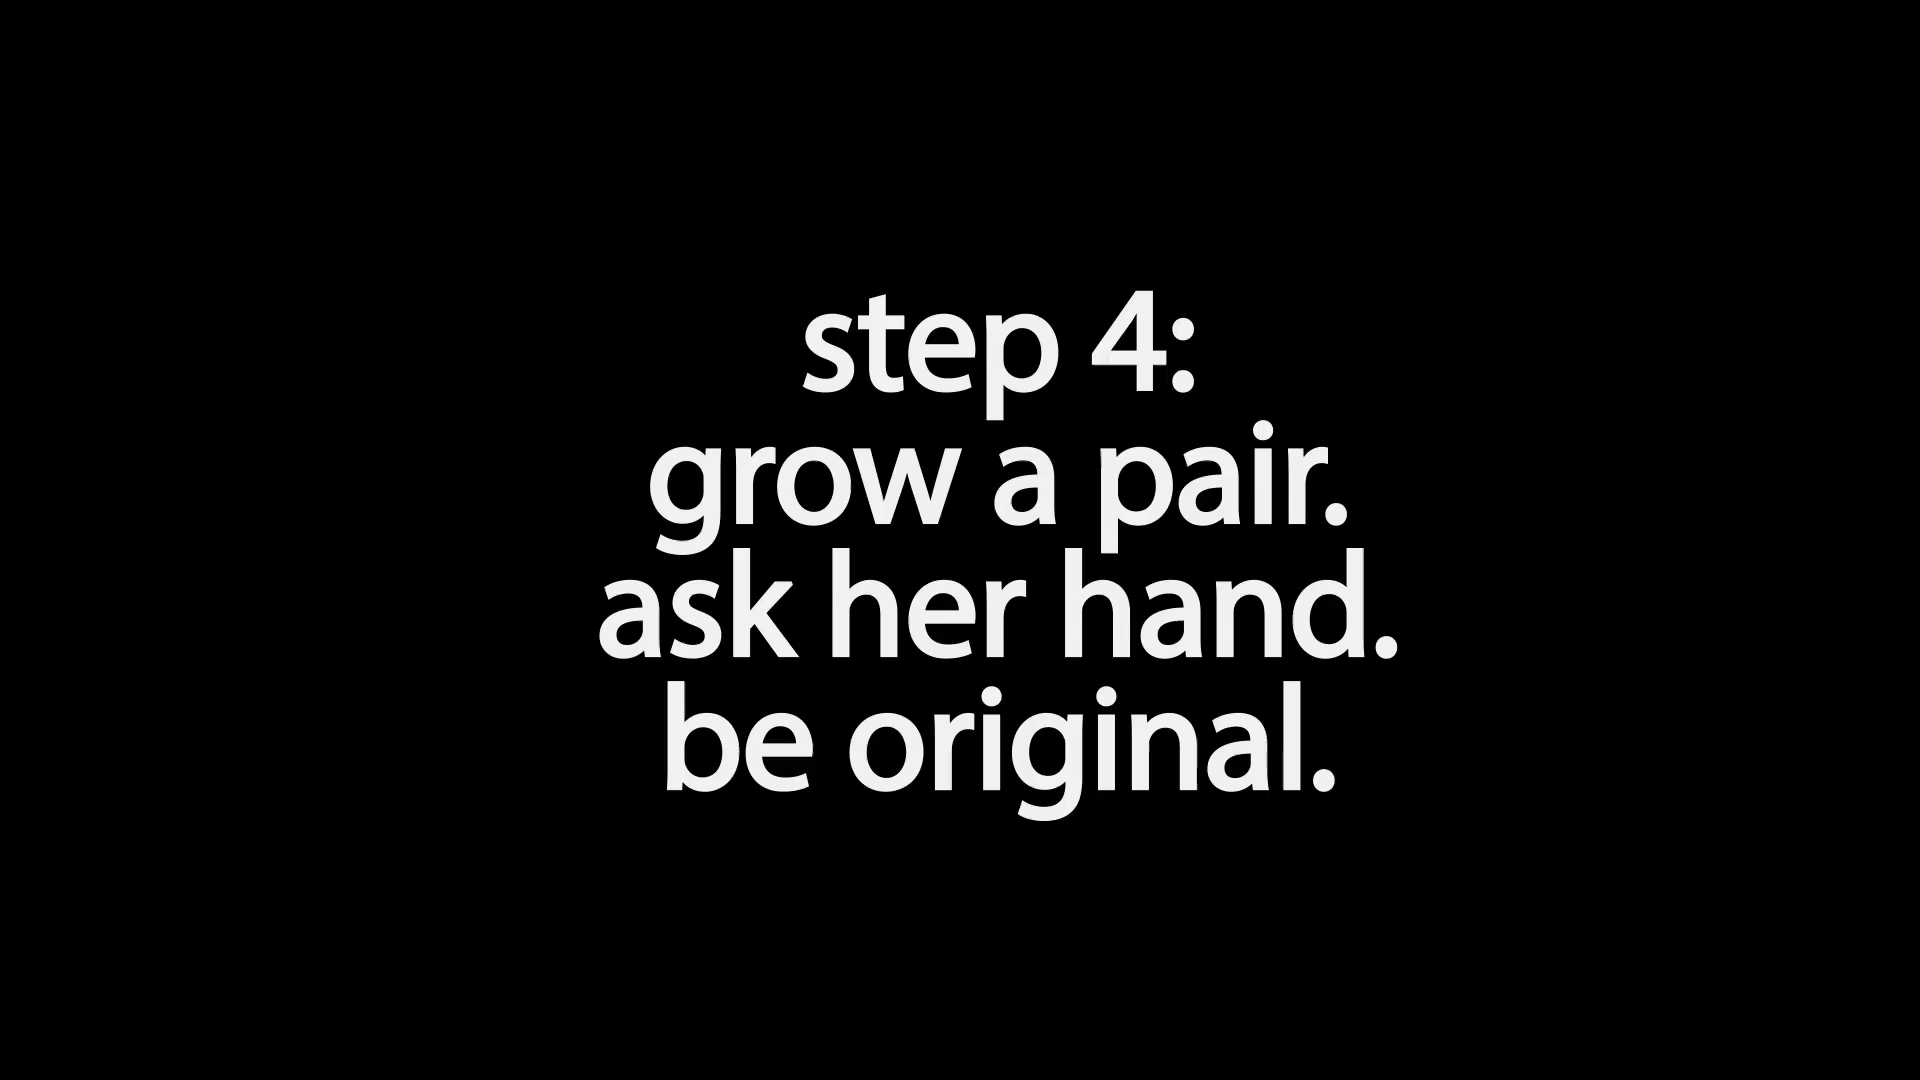 step 4:
grow a pair.
ask her hand.
be original.